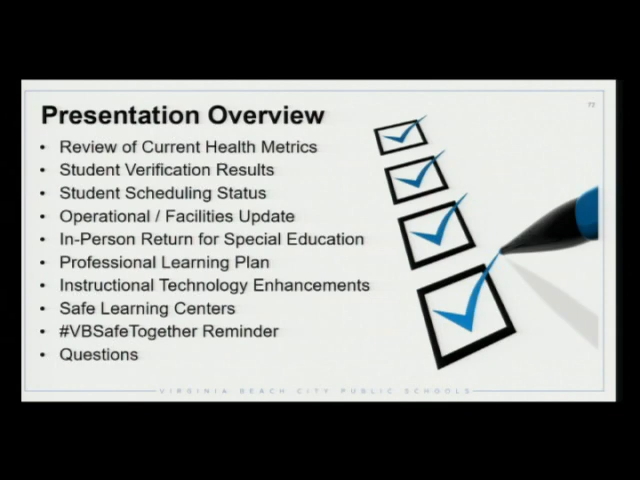 Presentation Overview
• Review of Current Health Metrics
• Student Verification Results
• Student Scheduling Status
• Operational / Facilities Update
• In-Person Return for Special Education
• Professional Learning Plan
• Instructional Technology Enhancements
• Safe Learning Centers
• #VBSafeTogether Reminder
• Questions
VIRGINIA BEACH CITY PUBLIC SCHOOLS